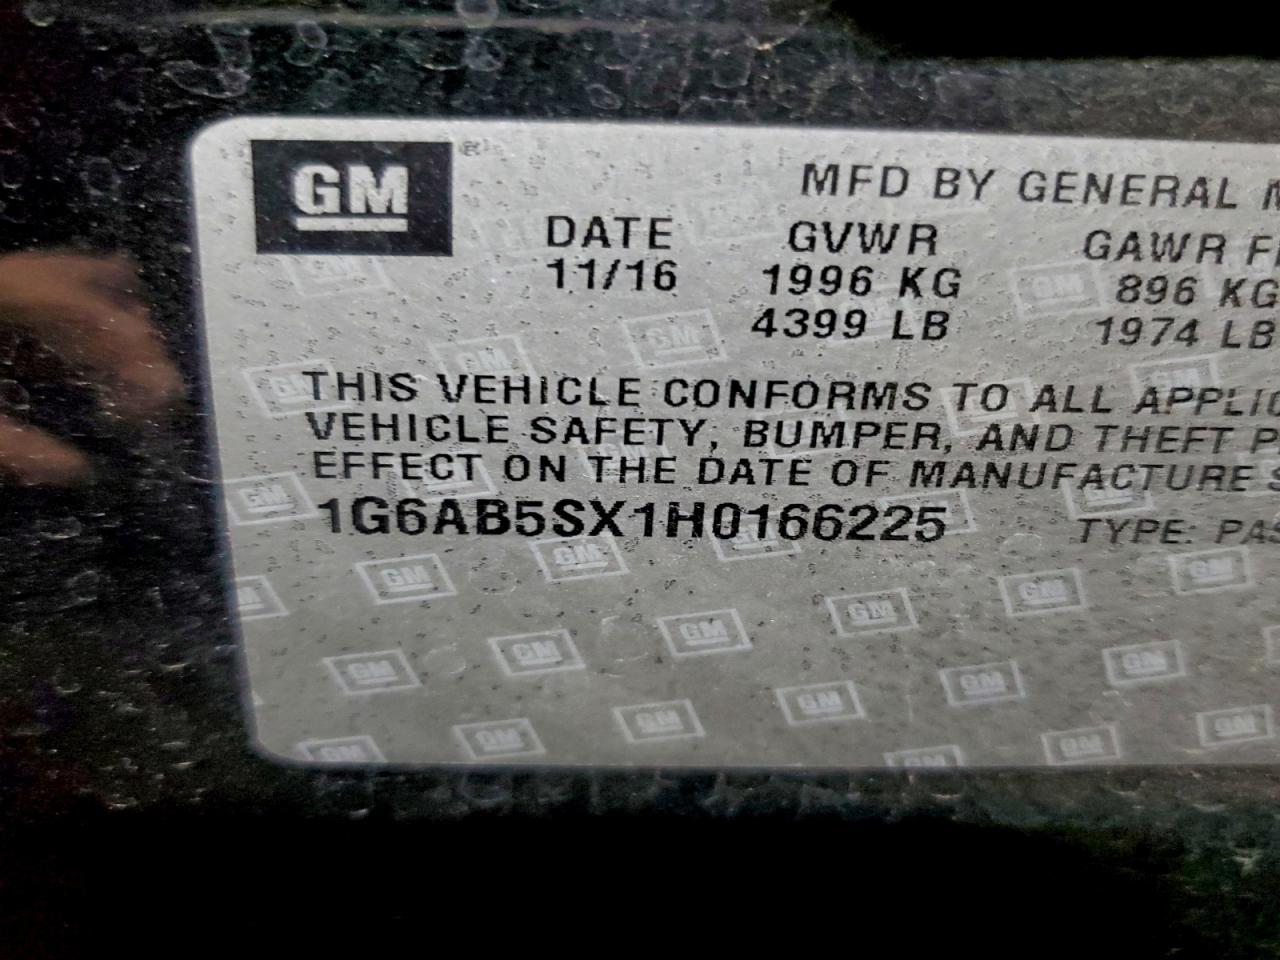 GM
MFD BY GENERAL
DATE GVWR GAWR
11/16 1996 KG 896 KG
4399 LB 1974 LB
THIS VEHICLE CONFORMS TO ALL
VEHICLE SAFETY, BUMPER, AND THEFT
EFFECT ON THE DATE OF MANUFACTURE
1G6AB5SX1H0166225 TYPE: